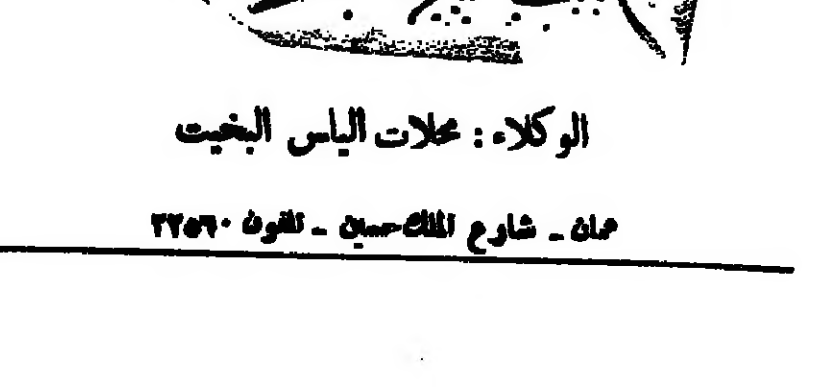 الوكلاء : محلات الياس البخيت
عمان ـ شارع الملك حسين ـ تلفون ٢٢٥٦٠